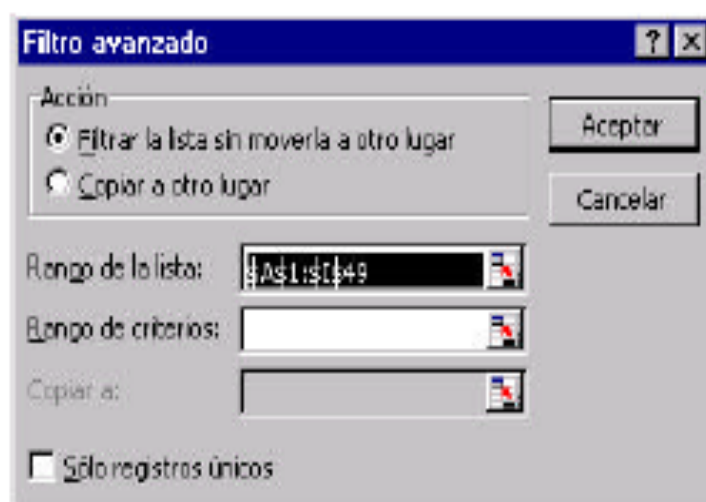 Filtro avanzado
Acción
Filtrar la lista sin moverla a otro lugar
Copiar a otro lugar
Aceptar
Cancelar
Rango de la lista: $A$1:$I$49
Rango de criterios:
Copiar a:
Sólo registros únicos